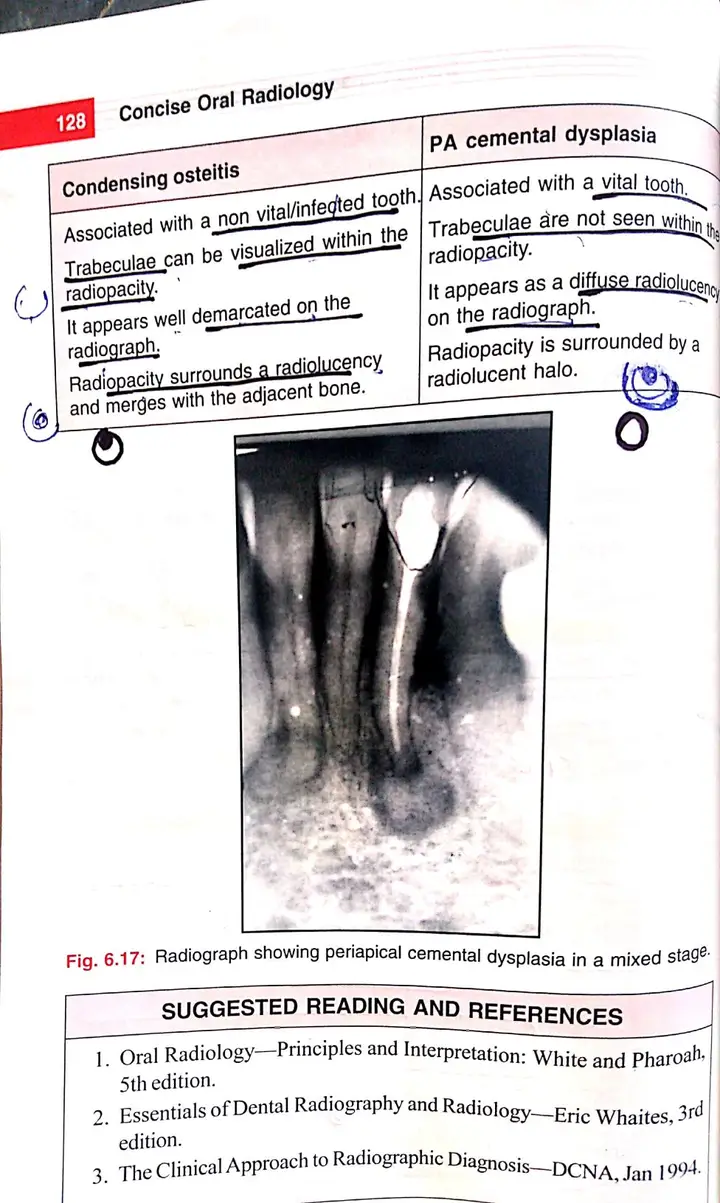 128 Concise Oral Radiology
Condensing osteitis
PA cemental dysplasia
Associated with a non vital/infected tooth.
Trabeculae can be visualized within the
radiopacity.
It appears well demarcated on the
radiograph.
Radiopacity surrounds a radiolucency
and merges with the adjacent bone.
Associated with a vital tooth.
Trabeculae are not seen within the
radiopacity.
It appears as a diffuse radiolucency
on the radiograph.
Radiopacity is surrounded by a
radiolucent halo.
Fig. 6.17: Radiograph showing periapical cemental dysplasia in a mixed stage.
SUGGESTED READING AND REFERENCES
1. Oral Radiology—Principles and Interpretation: White and Pharoah,
5th edition.
2. Essentials of Dental Radiography and Radiology—Eric Whaites, 3rd
edition.
3. The Clinical Approach to Radiographic Diagnosis—DCNA, Jan 1994.